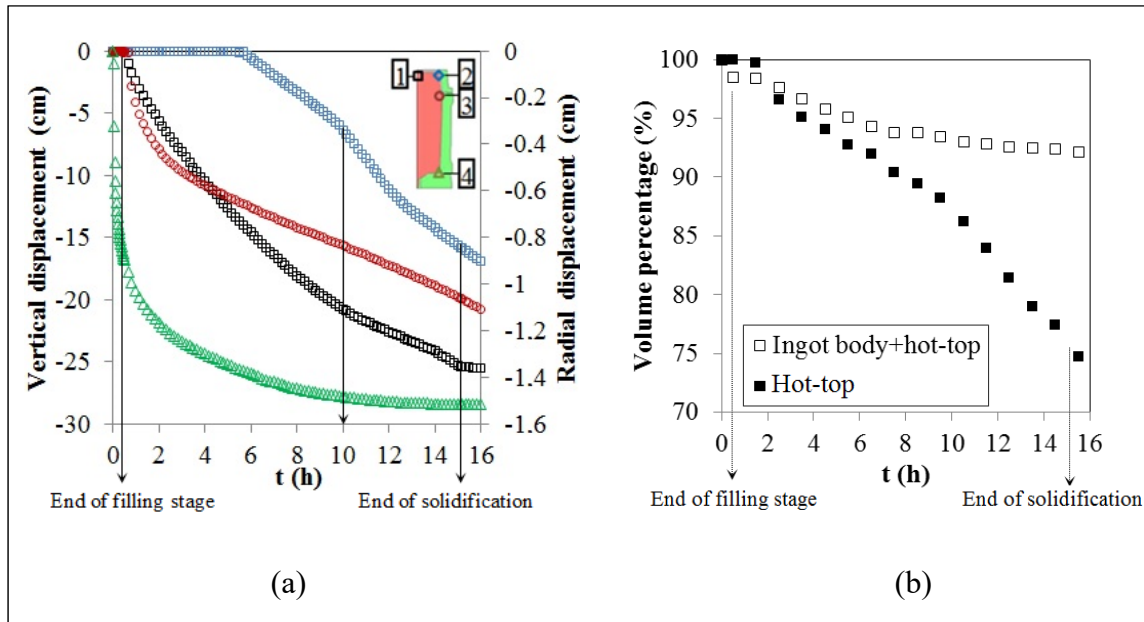 Vertical displacement (cm)
0
-5
-10
-15
-20
-25
-30
0 2 4 6 8 10 12 14 16
t (h)
0
-0.2
-0.4
-0.6
-0.8
-1
-1.2
-1.4
-1.6
Radial displacement (cm)
1
2
3
4
End of filling stage
End of solidification
(a)
Volume percentage (%)
100
95
90
85
80
75
70
Ingot body+hot-top
Hot-top
0 2 4 6 8 10 12 14 16
t (h)
End of filling stage
End of solidification
(b)